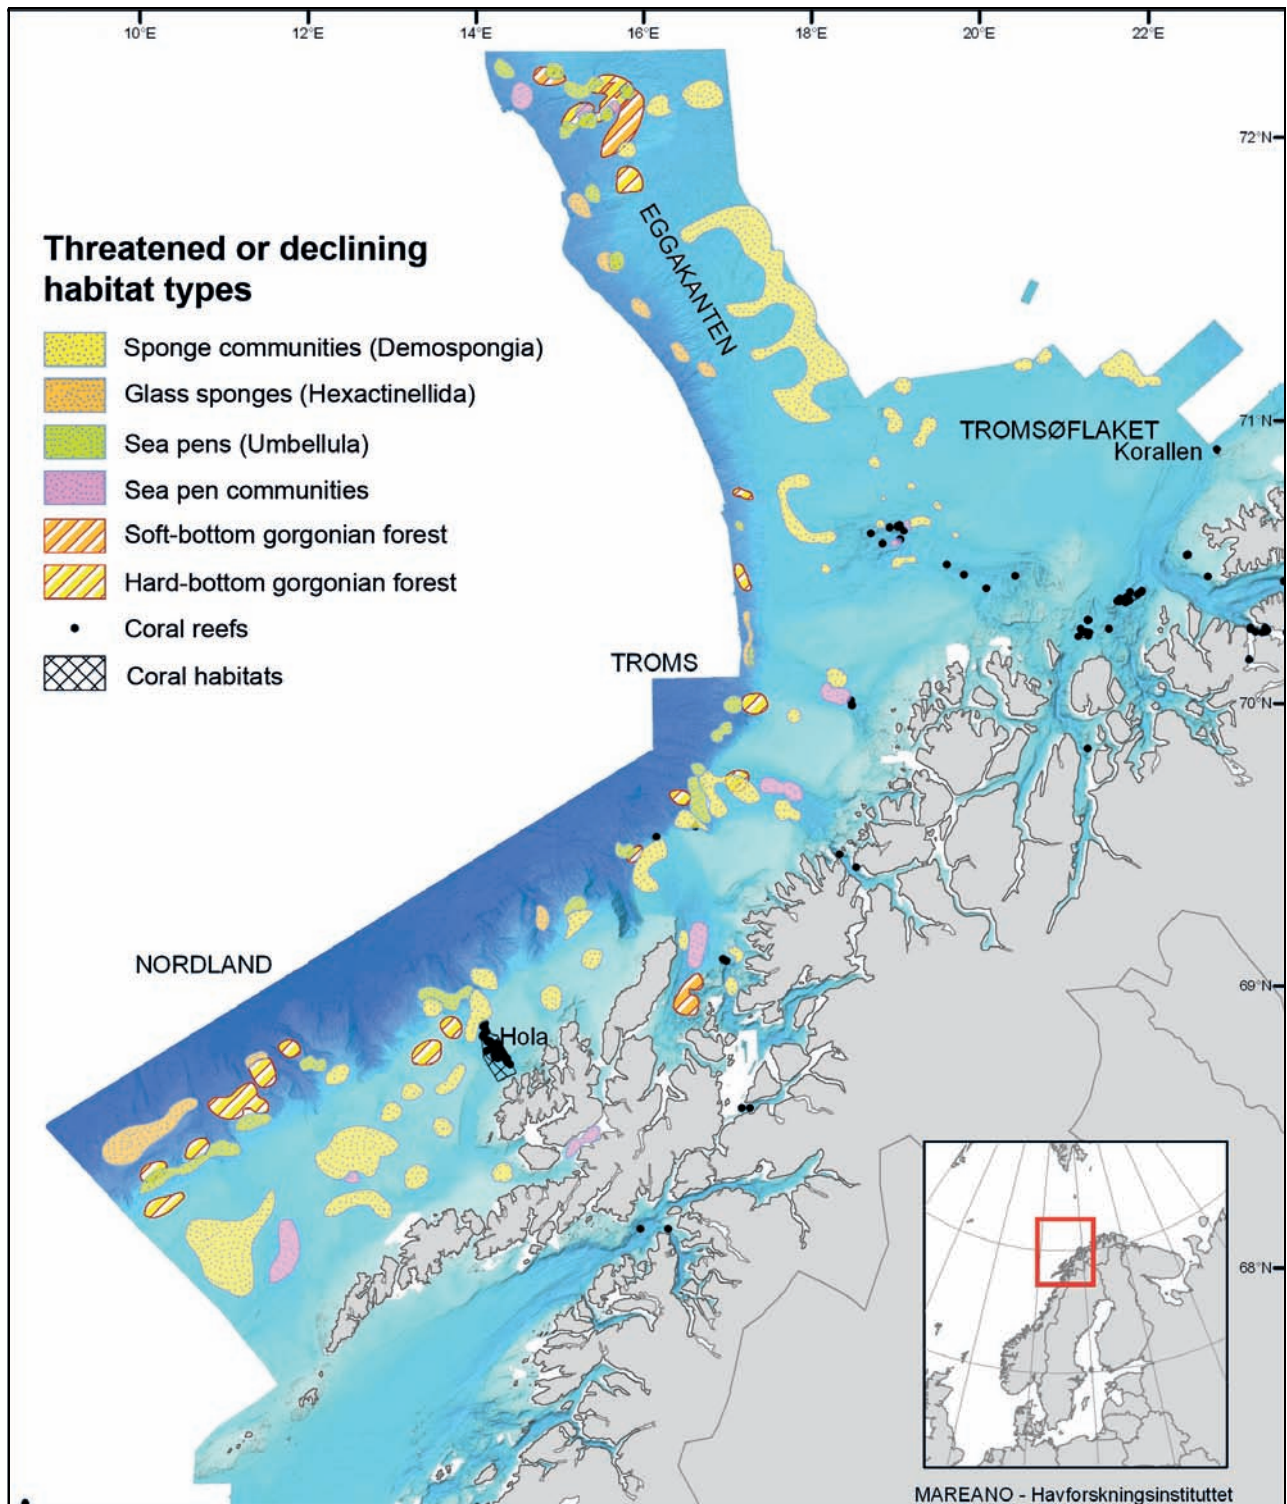 10°E 12°E 14°E 16°E 18°E 20°E 22°E
72°N
EGGAKANTEN
Threatened or declining
habitat types
Sponge communities (Demospongia)
Glass sponges (Hexactinellida)
Sea pens (Umbellula)
Sea pen communities
Soft-bottom gorgonian forest
Hard-bottom gorgonian forest
Coral reefs
Coral habitats
71°N
TROMSØFLAKET
Korallen
TROMS
70°N
NORDLAND
69°N
Hola
68°N
MAREANO - Havforskningsinstituttet